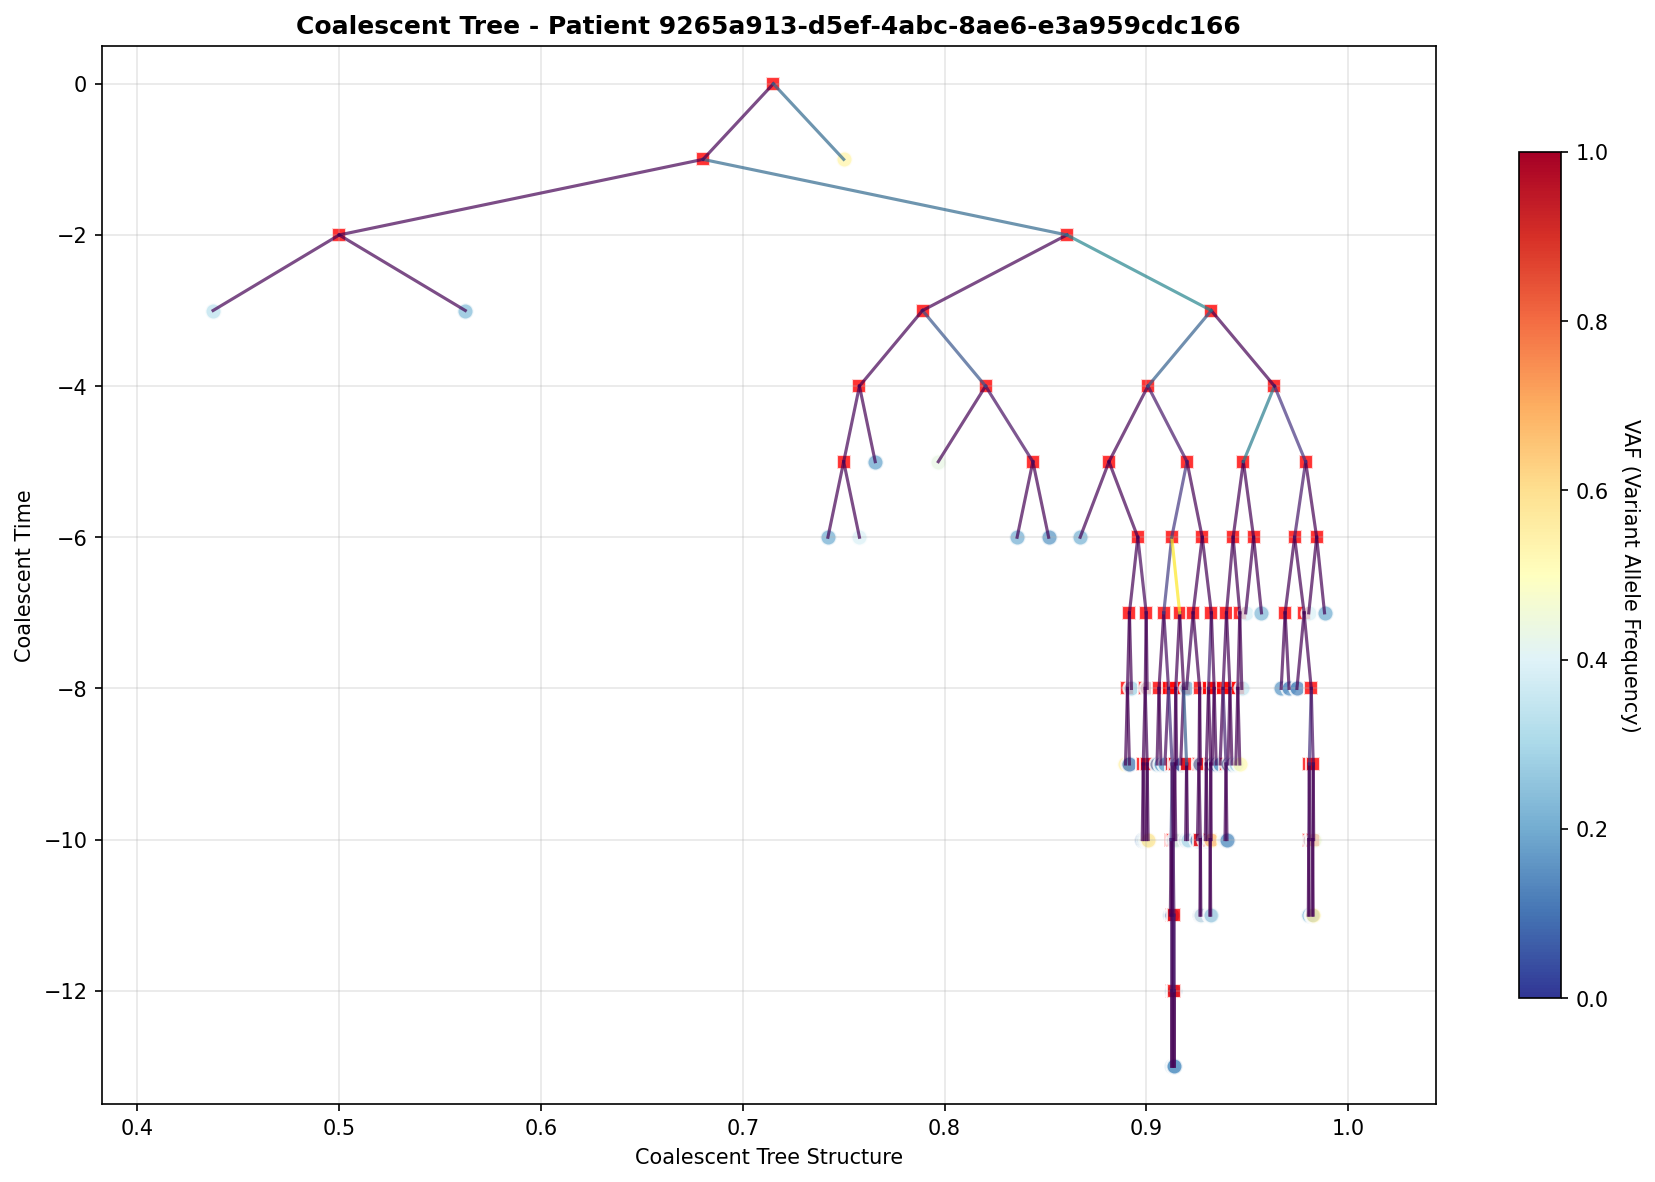 Coalescent Tree - Patient 9265a913-d5ef-4abc-8ae6-e3a959cdc166
0
−2
−4
−6
−8
−10
−12
Coalescent Time
0.4 0.5 0.6 0.7 0.8 0.9 1.0
Coalescent Tree Structure
1.0
0.8
0.6
0.4
0.2
0.0
VAF (Variant Allele Frequency)